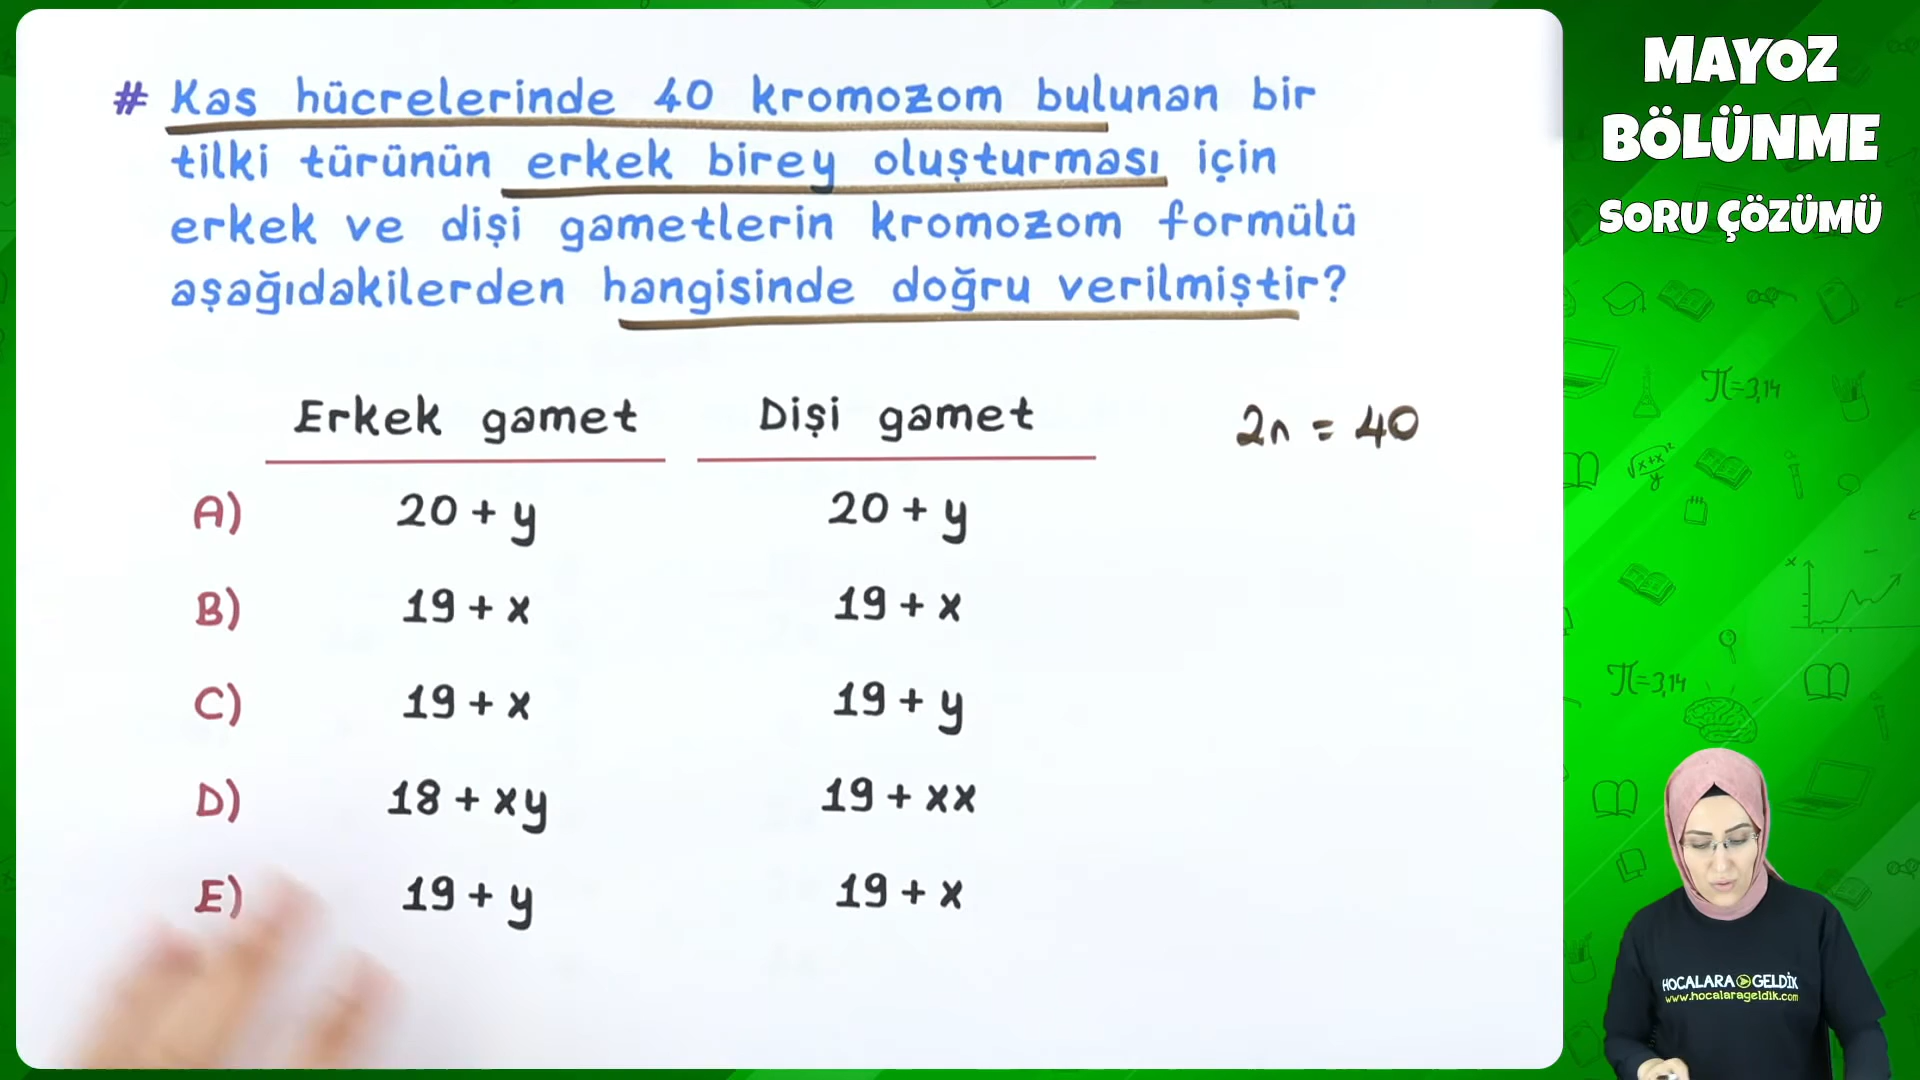 # Kas hücrelerinde 40 kromozom bulunan bir
tilki türünün erkek birey oluşturması için
erkek ve dişi gametlerin kromozom formülü
aşağıdakilerden hangisinde doğru verilmiştir?
Erkek gamet Dişi gamet
2n = 40
A) 20 + y 20 + y
B) 19 + x 19 + x
C) 19 + x 19 + y
D) 18 + xy 19 + xx
E) 19 + y 19 + x
MAYOZ
BÖLÜNME
SORU ÇÖZÜMÜ
π=3,14
π=3,14
HOCALARA GELDİK
www.hocalarageldik.com